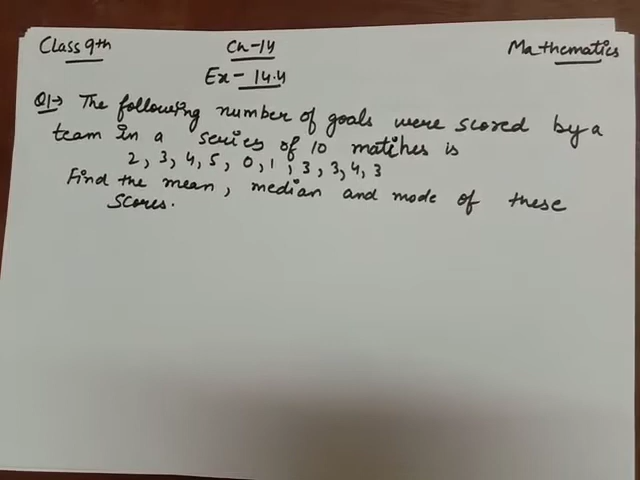 Class 9th Ch-14 Mathematics
Ex-14.4
Q1→ The following number of goals were scored by a
team in a series of 10 matches is
2, 3, 4, 5, 0, 1, 3, 3, 4, 3
Find the mean, median and mode of these
scores.